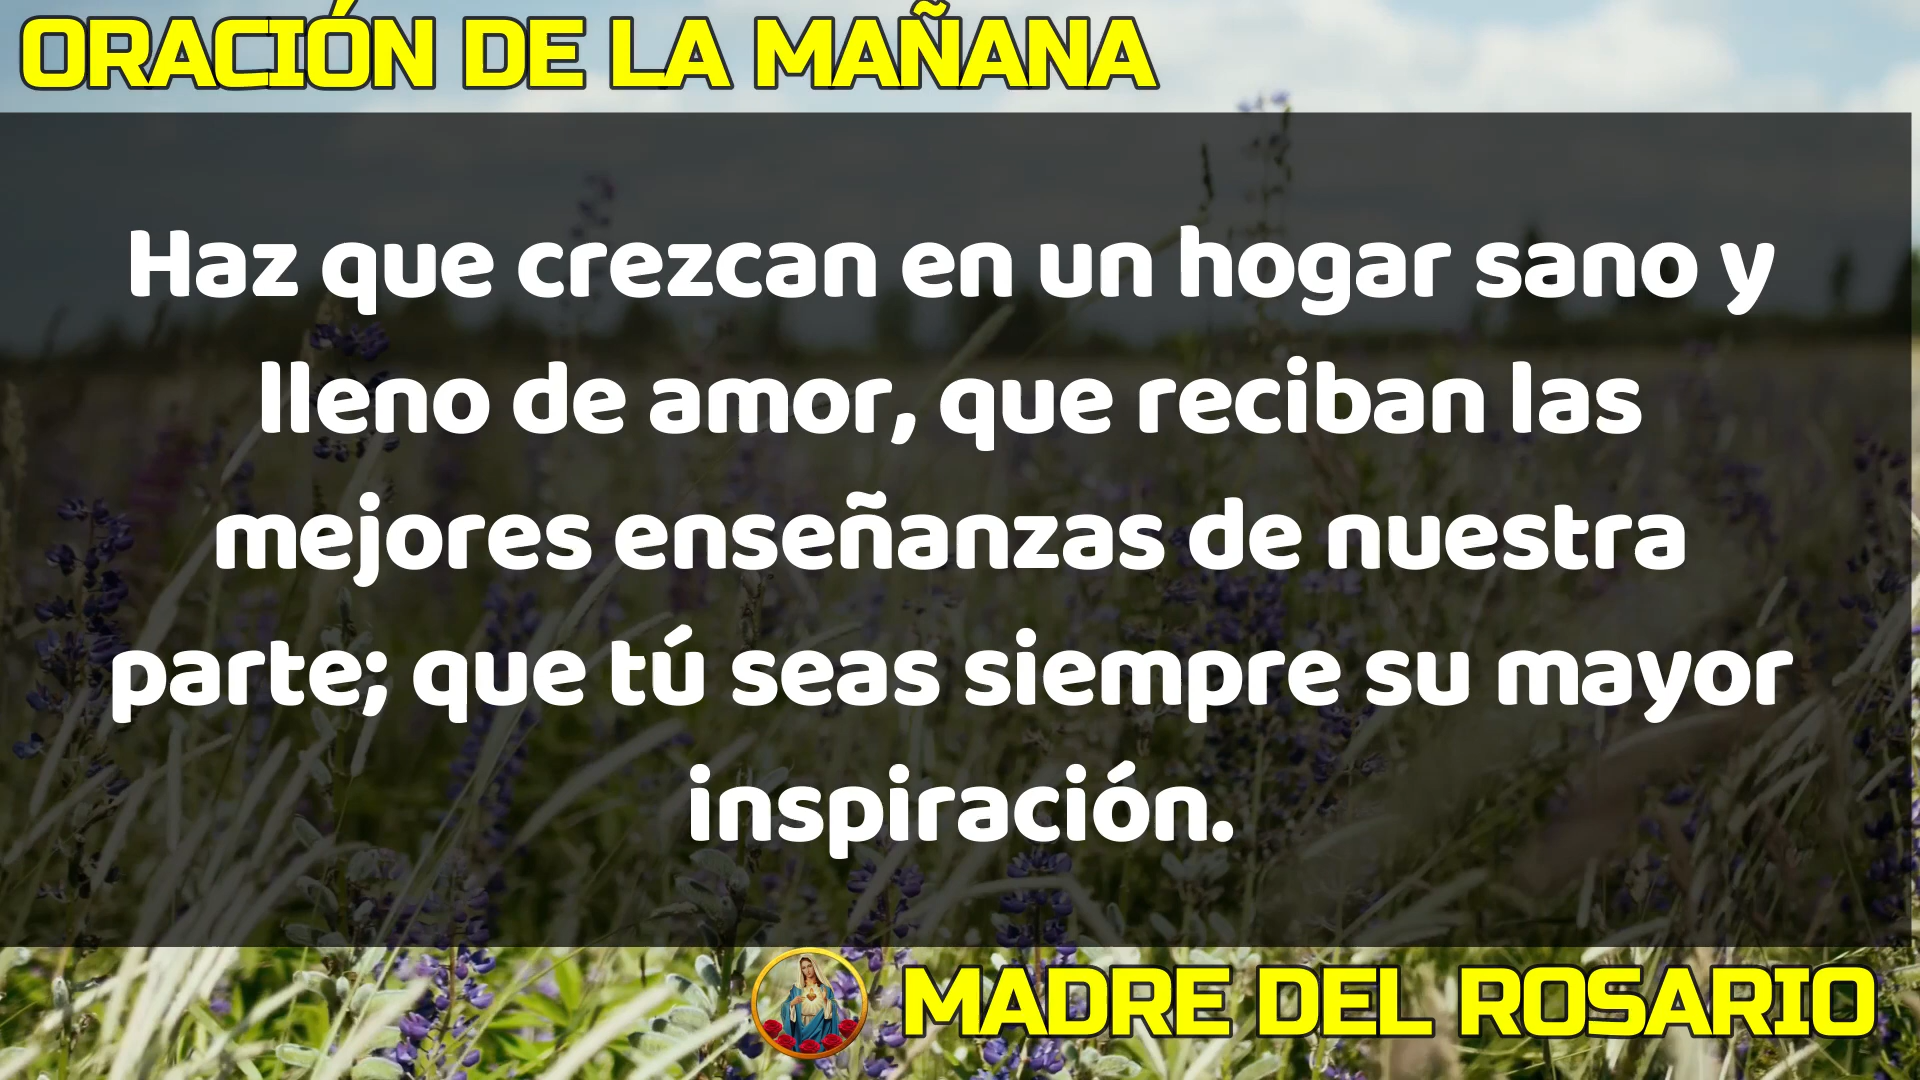 ORACIÓN DE LA MAÑANA
Haz que crezcan en un hogar sano y
lleno de amor, que reciban las
mejores enseñanzas de nuestra
parte; que tú seas siempre su mayor
inspiración.
MADRE DEL ROSARIO